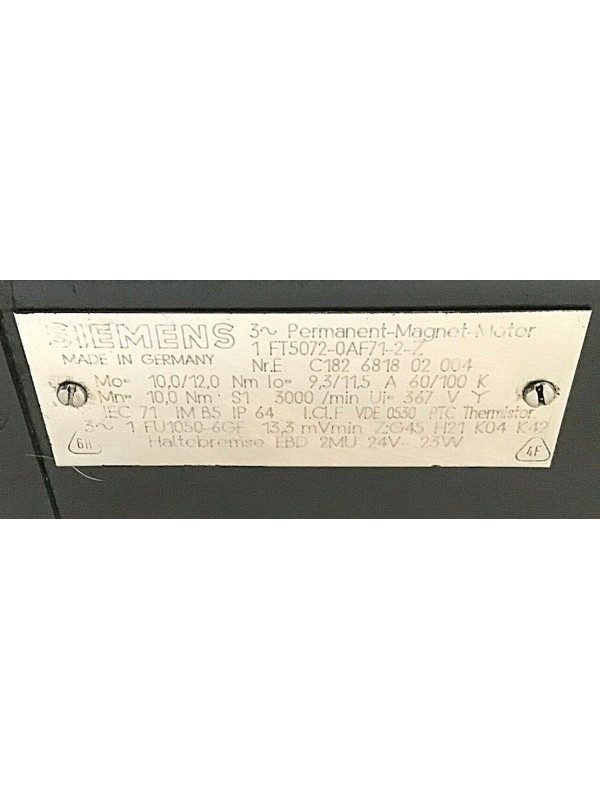 SIEMENS 3~ Permanent-Magnet-Motor
MADE IN GERMANY 1 FT5072-0AF71-2-Z
Nr.E C182 6818 02 004
Mo= 10,0/12,0 Nm Io= 9,3/11,5 A 60/100 K
Mn= 10,0 Nm S1 3000 /min Ui= 367 V Y
IEC 71 IM B5 IP 64 I.Cl.F VDE 0530 PTC Thermistor
3~ 1 FU1050-6GF 13,3 mVmin Z:G45 H21 K04 K42
Haltebremse EBD 2MU 24V- 23W
6H
4F